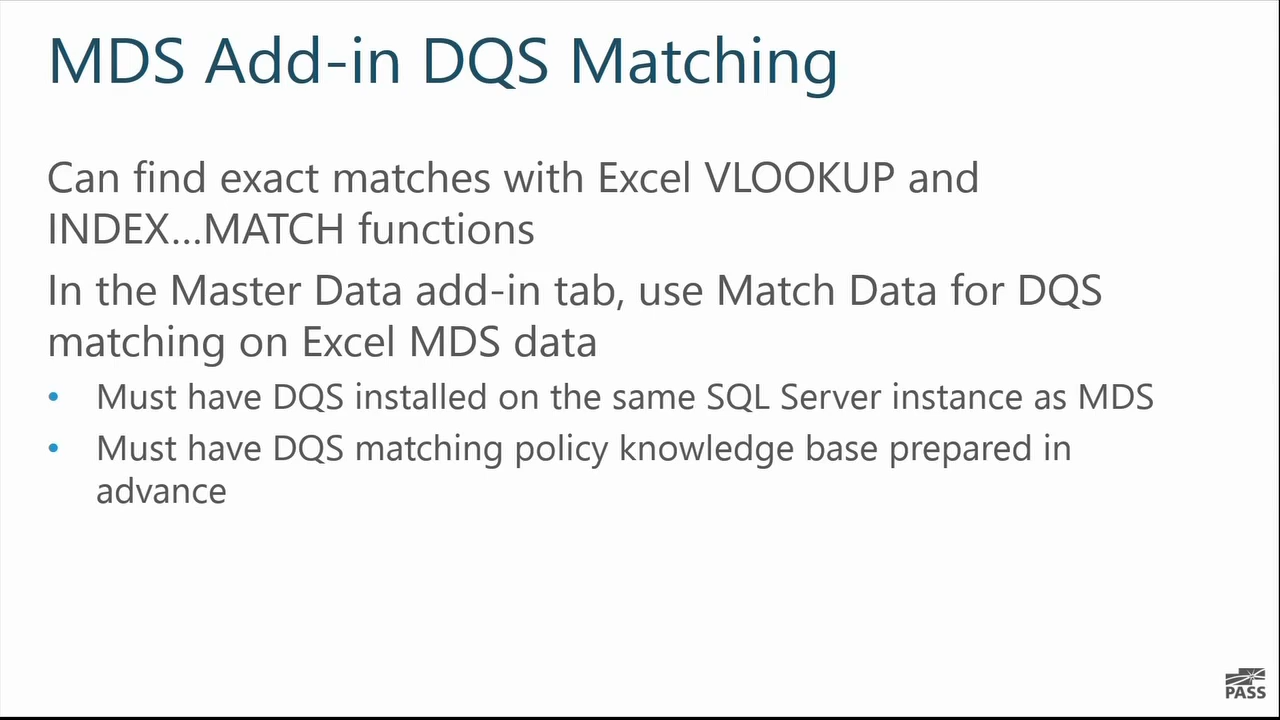 MDS Add-in DQS Matching
Can find exact matches with Excel VLOOKUP and
INDEX...MATCH functions
In the Master Data add-in tab, use Match Data for DQS
matching on Excel MDS data
• Must have DQS installed on the same SQL Server instance as MDS
• Must have DQS matching policy knowledge base prepared in
advance
PASS